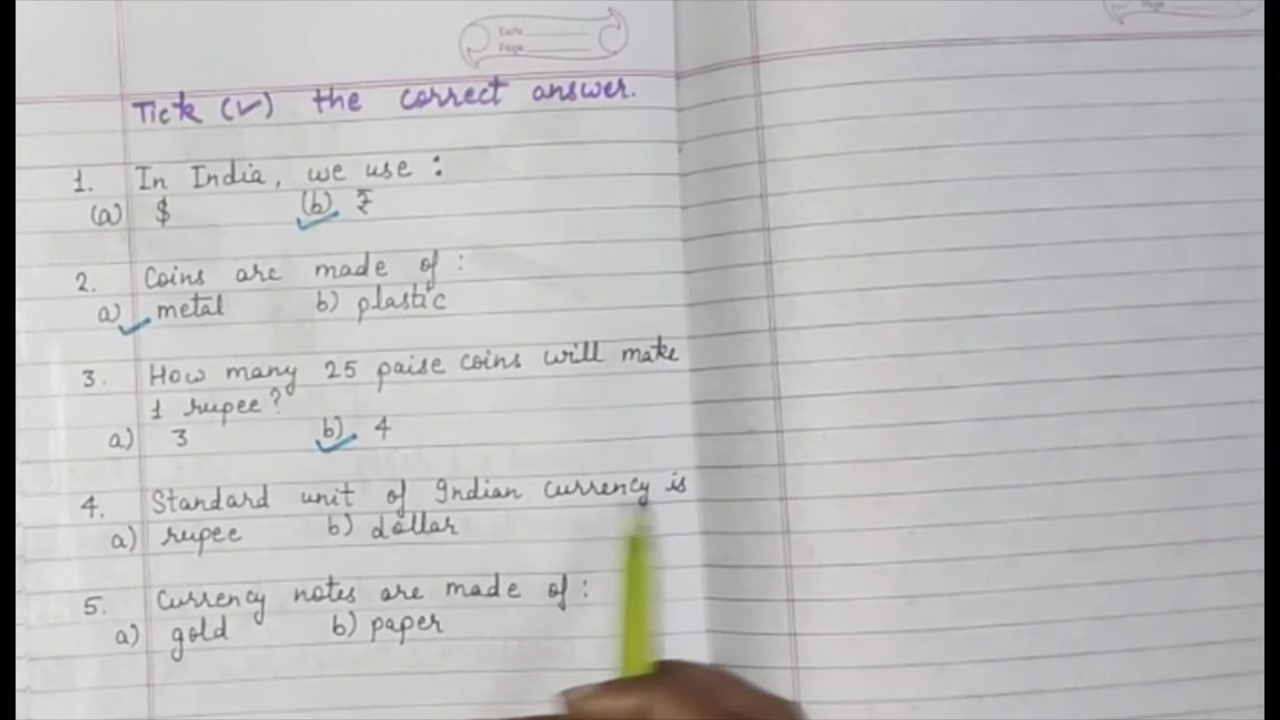 Date
Page
Tick (✓) the correct answer.
1. In India, we use :
(a) $ (b) ₹
2. Coins are made of :
a) metal b) plastic
3. How many 25 paise coins will make
1 rupee?
a) 3 b) 4
4. Standard unit of Indian currency is
a) rupee b) dollar
5. Currency notes are made of :
a) gold b) paper